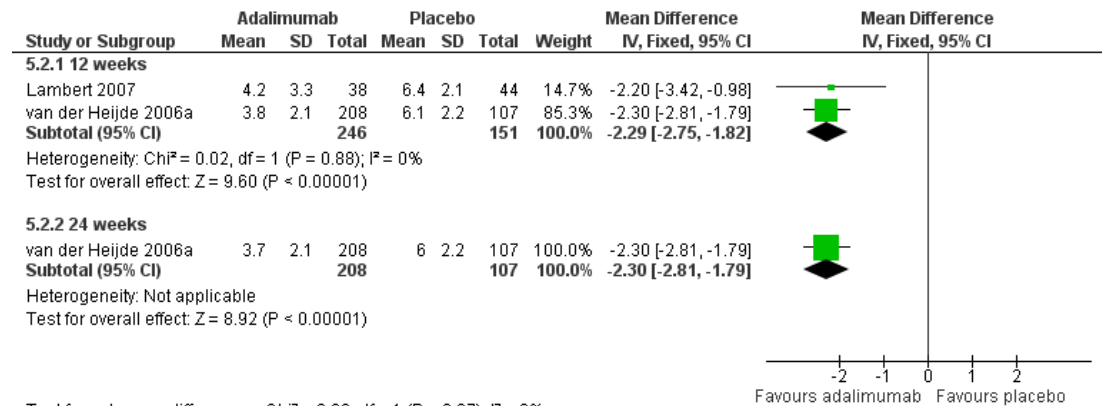 Adalimumab Placebo Mean Difference Mean Difference
Study or Subgroup Mean SD Total Mean SD Total Weight IV, Fixed, 95% CI IV, Fixed, 95% CI
5.2.1 12 weeks
Lambert 2007 4.2 3.3 38 6.4 2.1 44 14.7% -2.20 [-3.42, -0.98]
van der Heijde 2006a 3.8 2.1 208 6.1 2.2 107 85.3% -2.30 [-2.81, -1.79]
Subtotal (95% CI) 246 151 100.0% -2.29 [-2.75, -1.82]
Heterogeneity: Chi² = 0.02, df = 1 (P = 0.88); I² = 0%
Test for overall effect: Z = 9.60 (P < 0.00001)
5.2.2 24 weeks
van der Heijde 2006a 3.7 2.1 208 6 2.2 107 100.0% -2.30 [-2.81, -1.79]
Subtotal (95% CI) 208 107 100.0% -2.30 [-2.81, -1.79]
Heterogeneity: Not applicable
Test for overall effect: Z = 8.92 (P < 0.00001)
-2 -1 0 1 2
Favours adalimumab Favours placebo